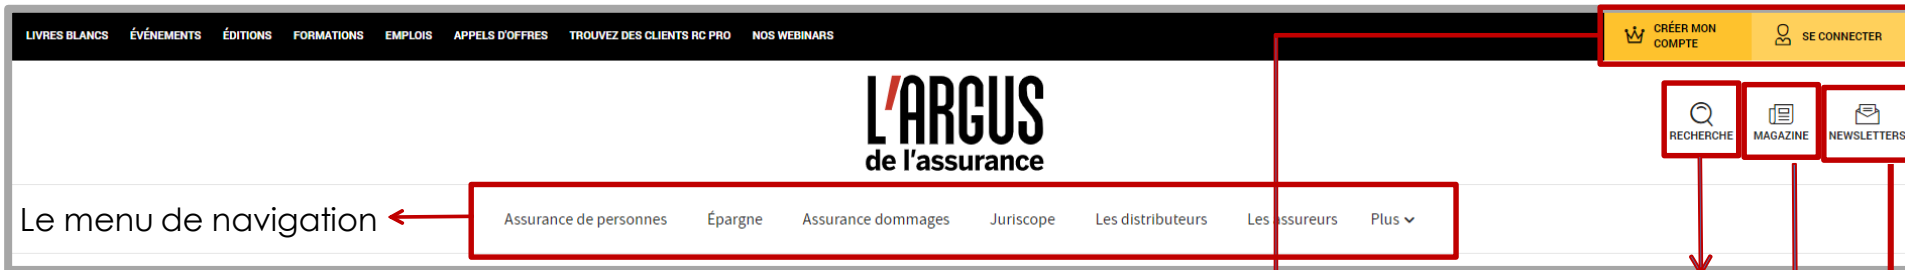 LIVRES BLANCS ÉVÉNEMENTS ÉDITIONS FORMATIONS EMPLOIS APPELS D'OFFRES TROUVEZ DES CLIENTS RC PRO NOS WEBINARS
CRÉER MON
COMPTE
SE CONNECTER
L'ARGUS
de l'assurance
RECHERCHE MAGAZINE NEWSLETTERS
Le menu de navigation
Assurance de personnes Épargne Assurance dommages Juriscope Les distributeurs Les assureurs Plus